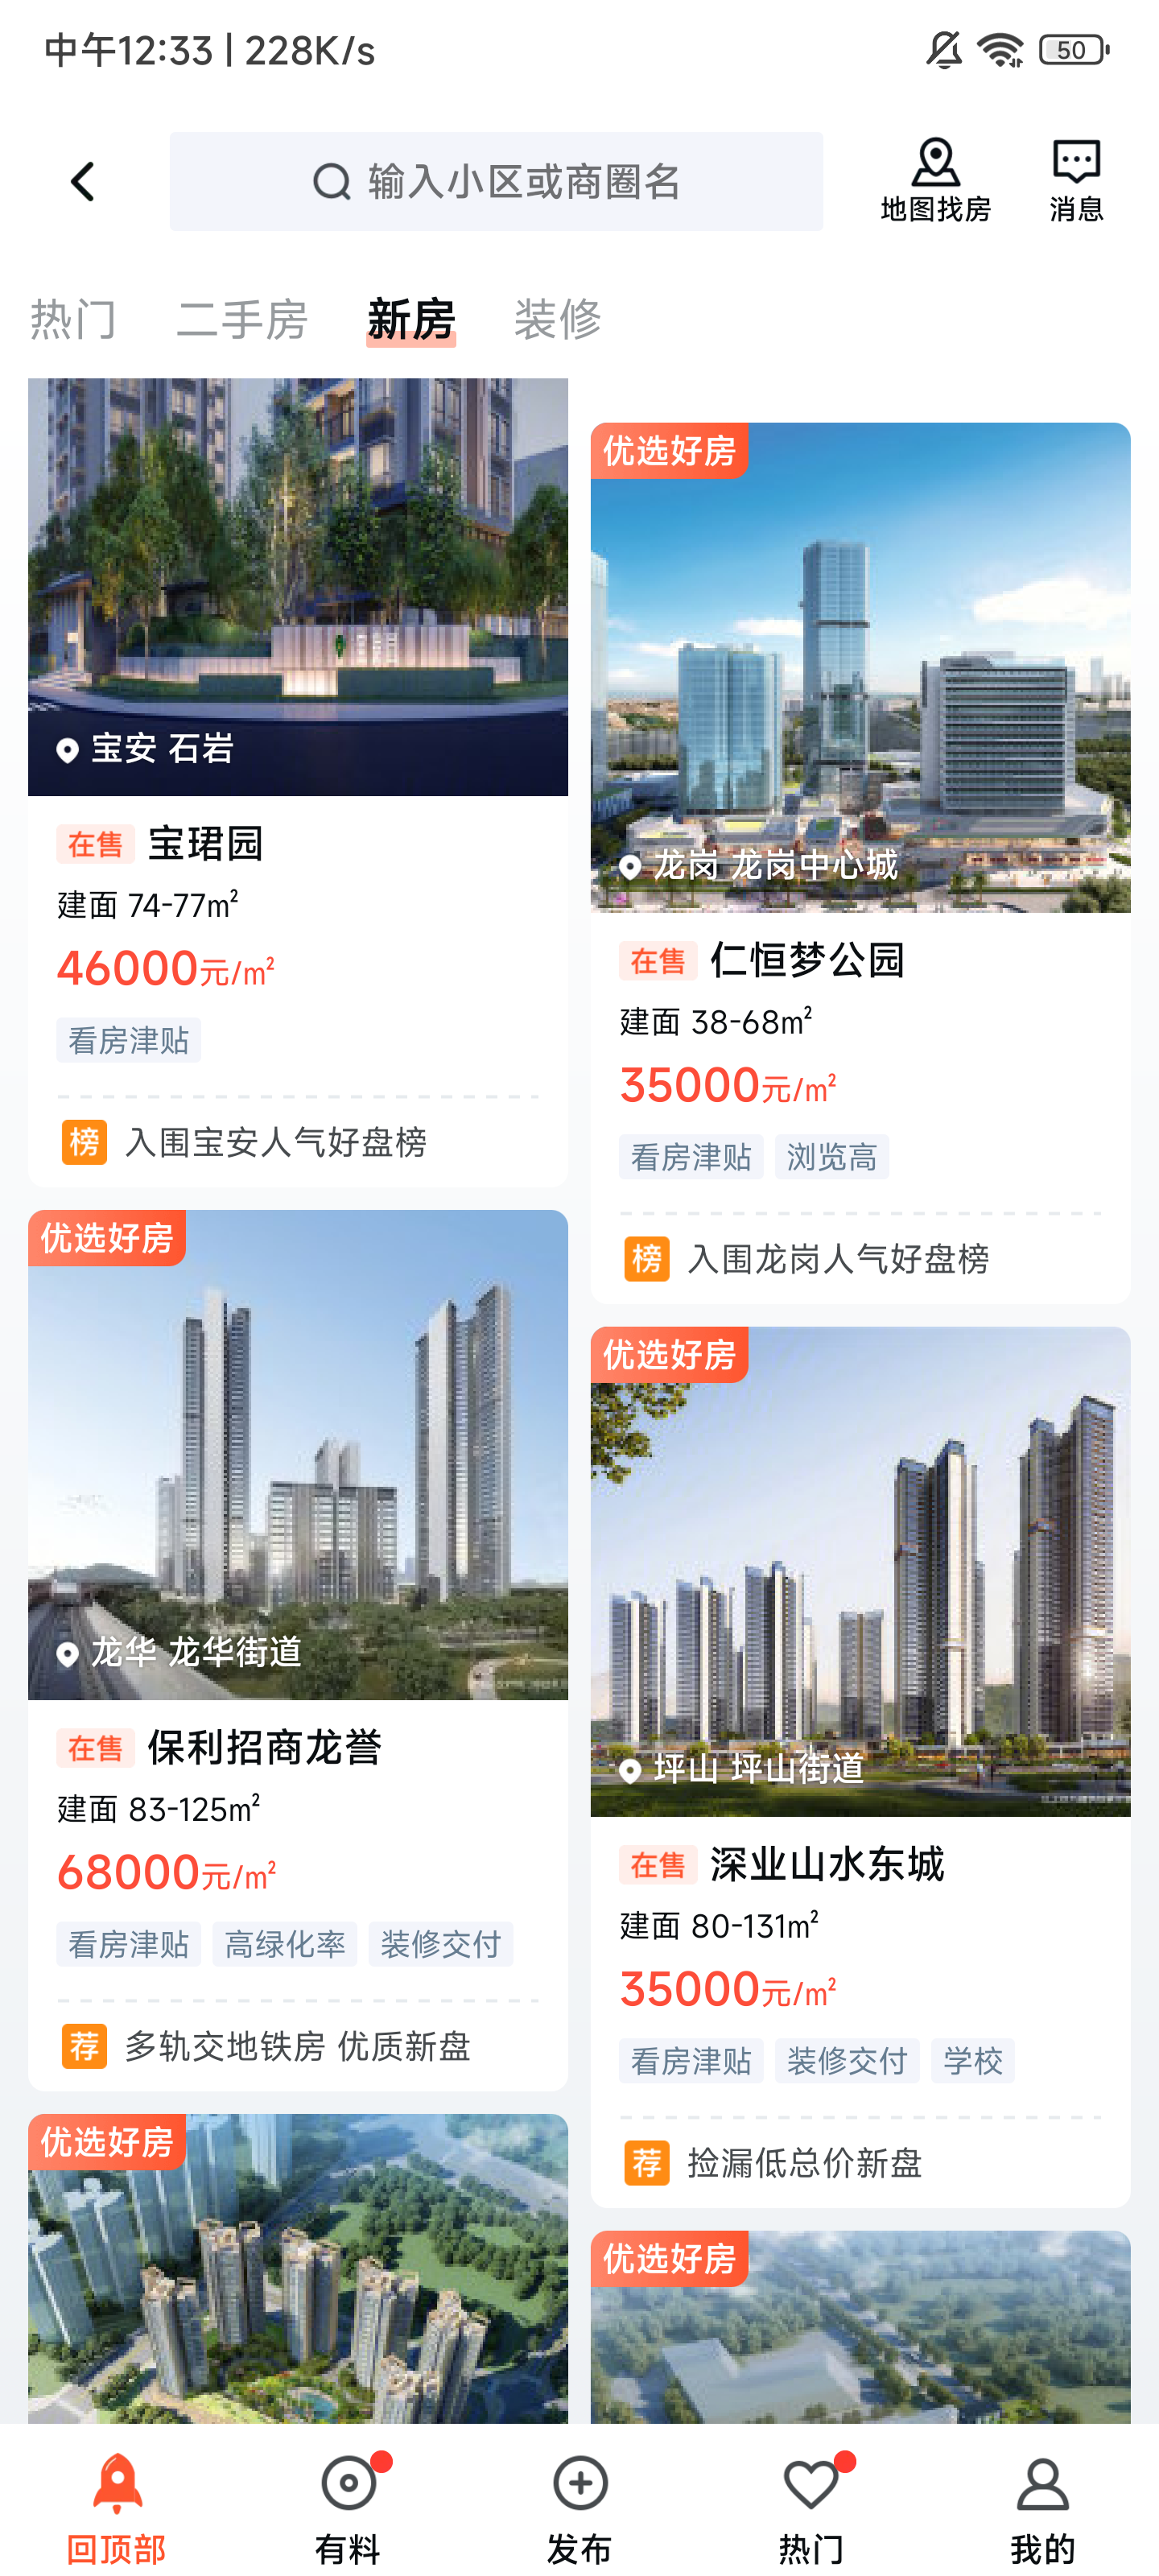 中午12:33 | 228K/s
50
输入小区或商圈名
地图找房
消息
热门
二手房
新房
装修
宝安 石岩
在售 宝珺园
建面 74-77m²
46000元/m²
看房津贴
榜 入围宝安人气好盘榜
优选好房
龙岗 龙岗中心城
在售 仁恒梦公园
建面 38-68m²
35000元/m²
看房津贴 浏览高
榜 入围龙岗人气好盘榜
优选好房
龙华 龙华街道
在售 保利招商龙誉
建面 83-125m²
68000元/m²
看房津贴 高绿化率 装修交付
荐 多轨交地铁房 优质新盘
优选好房
坪山 坪山街道
在售 深业山水东城
建面 80-131m²
35000元/m²
看房津贴 装修交付 学校
荐 捡漏低总价新盘
优选好房
优选好房
回顶部
有料
发布
热门
我的